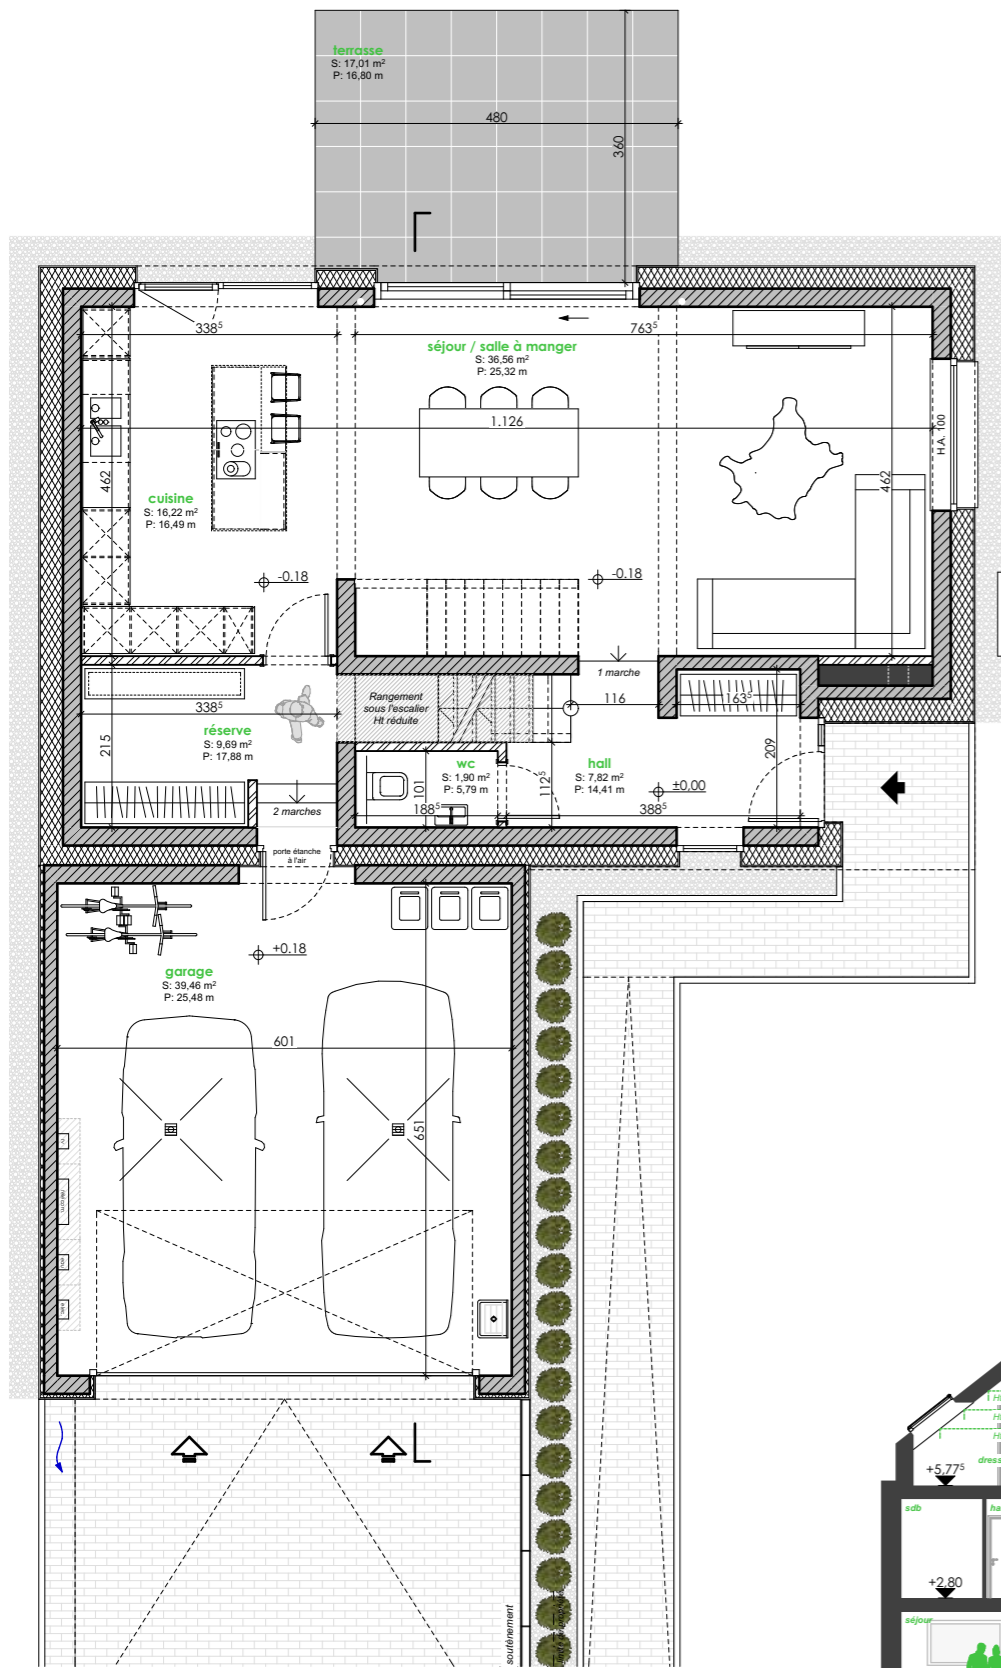 terrasse
S: 17,01 m²
P: 16,80 m
480
360
338⁵
763⁵
séjour / salle à manger
S: 36,56 m²
P: 25,32 m
1.126
H.A. 100
462
462
cuisine
S: 16,22 m²
P: 16,49 m
-0.18
-0.18
1 marche
Rangement
sous l'escalier
Ht réduite
116
163⁵
338⁵
réserve
S: 9,69 m²
P: 17,88 m
215
209
wc
S: 1,90 m²
P: 5,79 m
hall
S: 7,82 m²
P: 14,41 m
101
112⁵
±0,00
188⁵
388⁵
2 marches
porte étanche
à l'air
+0.18
garage
S: 39,46 m²
P: 25,48 m
601
651
+5,77⁵
sdb
+2,80
séjour
soutènement